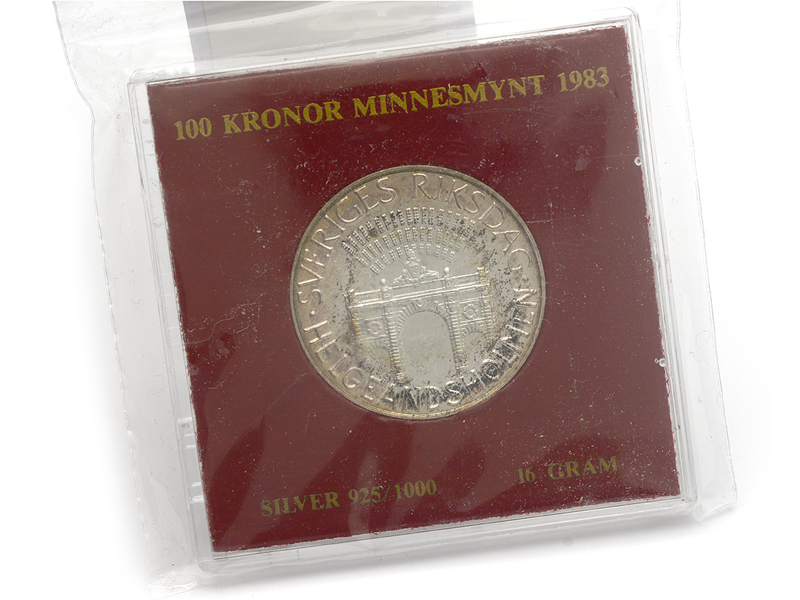 100 KRONOR MINNESMYNT 1983
SVERIGES RIKSDAG · HELGEANDSHOLMEN ·
SILVER 925/1000
16 GRAM